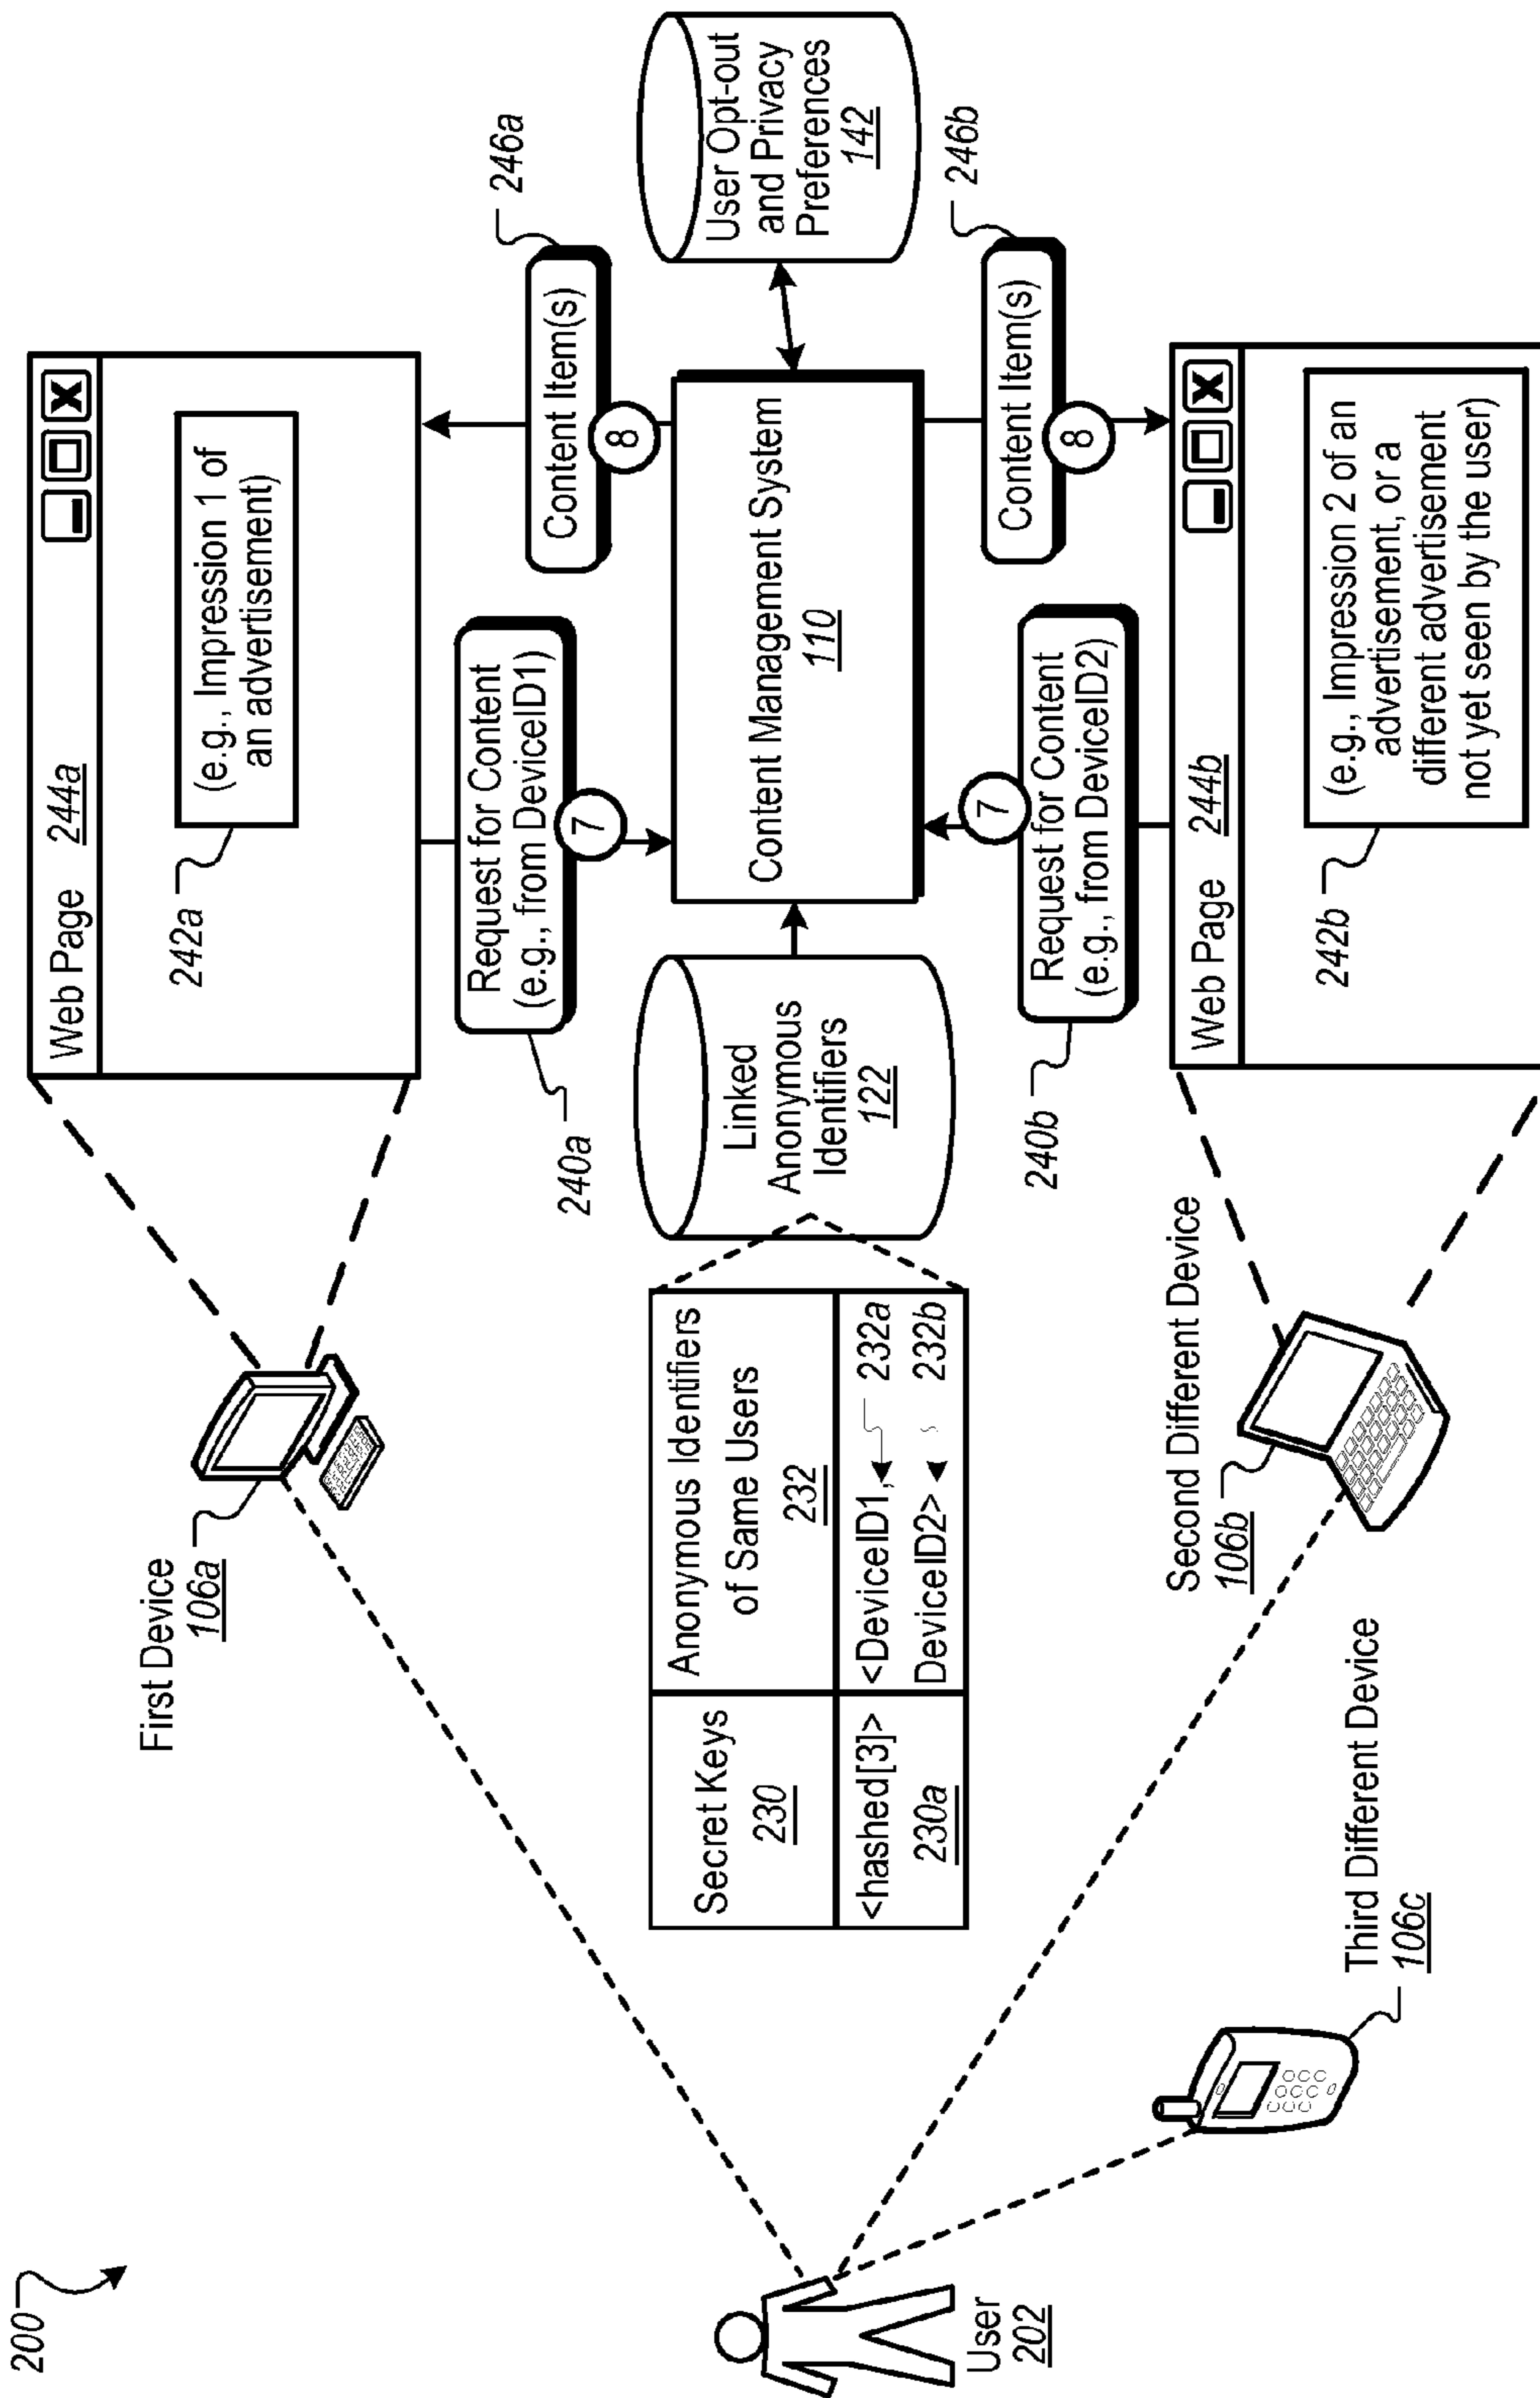 200
Web Page 244a
242a
(e.g., Impression 1 of
an advertisement)
First Device
106a
240a
Request for Content
(e.g., from DeviceID1)
7
Content Item(s)
8
246a
User
202
Secret Keys
230
Anonymous Identifiers
of Same Users
232
<hashed[3]>
230a
<DeviceID1,
232a
DeviceID2>
232b
Linked
Anonymous
Identifiers
122
Content Management System
110
User Opt-out
and Privacy
Preferences
142
240b
Request for Content
(e.g., from DeviceID2)
7
Content Item(s)
8
246b
Second Different Device
106b
Third Different Device
106c
Web Page 244b
242b
(e.g., Impression 2 of an
advertisement, or a
different advertisement
not yet seen by the user)